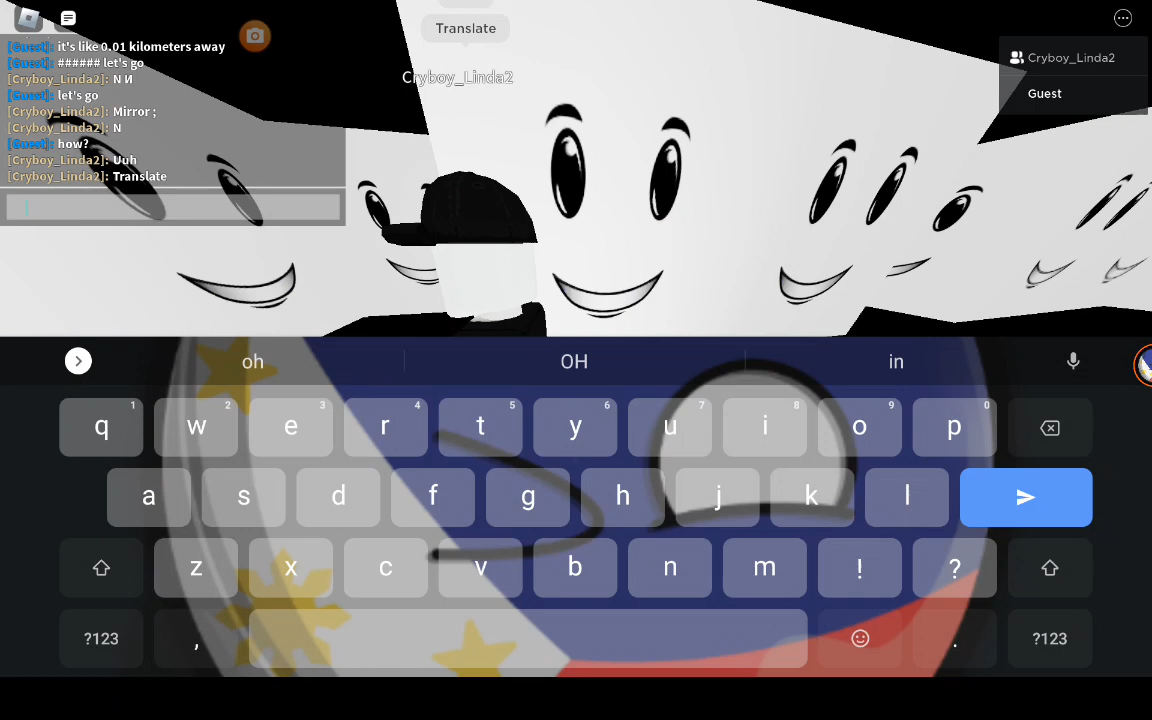 Translate
Cryboy_Linda2
[Guest]: it's like 0.01 kilometers away
[Guest]: ###### let's go
[Cryboy_Linda2]: N И
[Guest]: let's go
[Cryboy_Linda2]: Mirror ;
[Cryboy_Linda2]: N
[Guest]: how?
[Cryboy_Linda2]: Uuh
[Cryboy_Linda2]: Translate
Cryboy_Linda2
Guest
oh OH in
q 1 w 2 e 3 r 4 t 5 y 6 u 7 i 8 o 9 p 0
a s d f g h j k l
z x c v b n m ! ?
?123 , . ?123